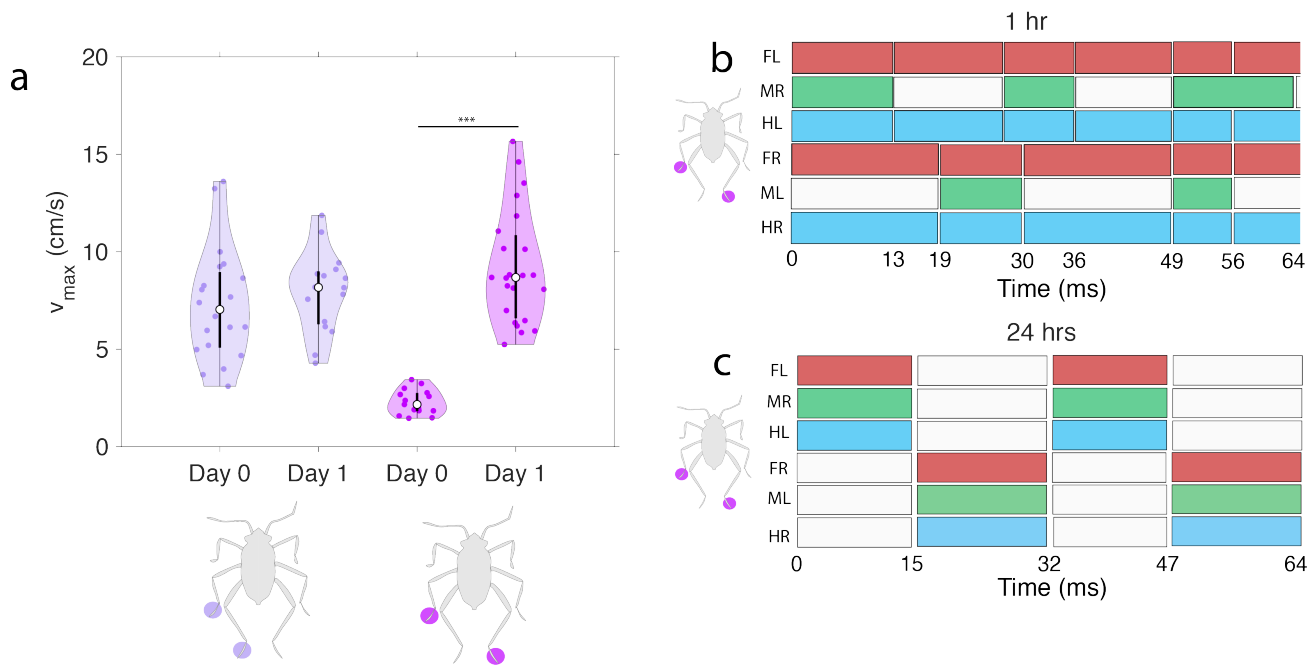 a
20
15
10
5
0
v max (cm/s)
***
Day 0 Day 1 Day 0 Day 1
b
1 hr
FL
MR
HL
FR
ML
HR
0 13 19 30 36 49 56 64
Time (ms)
c
24 hrs
FL
MR
HL
FR
ML
HR
0 15 32 47 64
Time (ms)